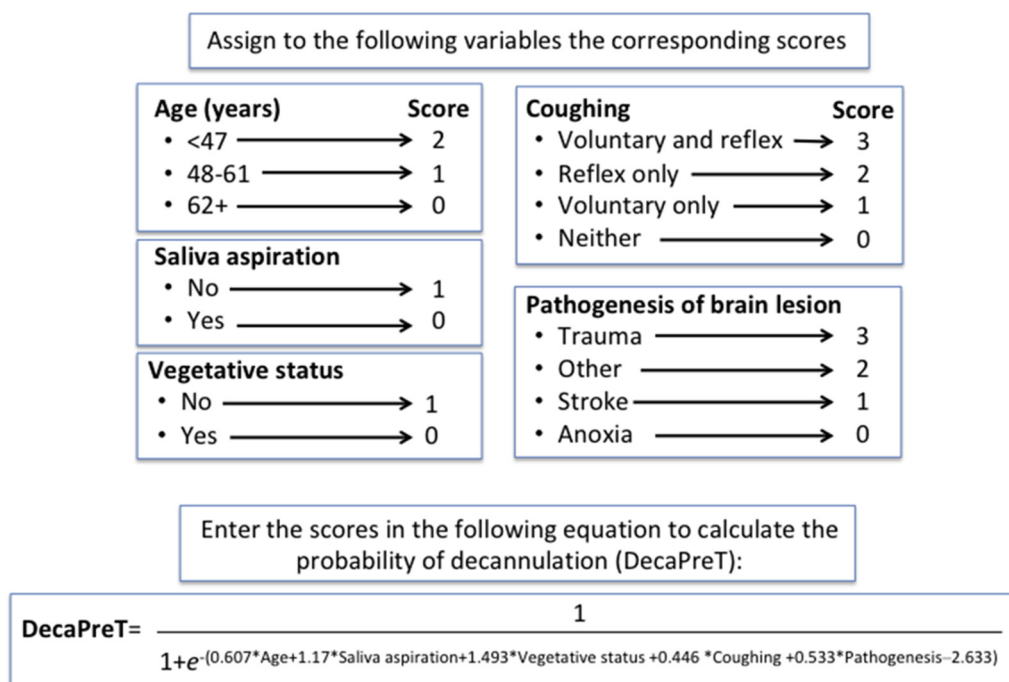 Assign to the following variables the corresponding scores
Age (years) Score
• <47 2
• 48-61 1
• 62+ 0
Saliva aspiration
• No 1
• Yes 0
Vegetative status
• No 1
• Yes 0
Coughing Score
• Voluntary and reflex 3
• Reflex only 2
• Voluntary only 1
• Neither 0
Pathogenesis of brain lesion
• Trauma 3
• Other 2
• Stroke 1
• Anoxia 0
Enter the scores in the following equation to calculate the
probability of decannulation (DecaPreT):
DecaPreT=
1
1+e-(0.607*Age+1.17*Saliva aspiration+1.493*Vegetative status +0.446 *Coughing +0.533*Pathogenesis–2.633)